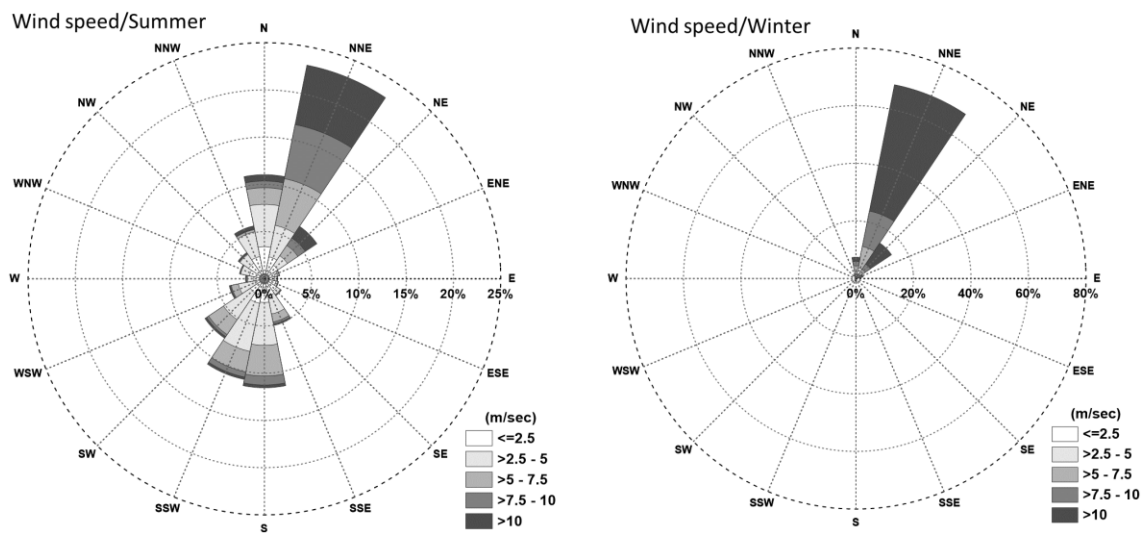 Wind speed/Summer
N
NNW
NNE
NW
NE
WNW
ENE
W
E
0% 5% 10% 15% 20% 25%
WSW
ESE
SW
SE
SSW
SSE
S
(m/sec)
<=2.5
>2.5 - 5
>5 - 7.5
>7.5 - 10
>10
Wind speed/Winter
N
NNW
NNE
NW
NE
WNW
ENE
W
E
0% 20% 40% 60% 80%
WSW
ESE
SW
SE
SSW
SSE
S
(m/sec)
<=2.5
>2.5 - 5
>5 - 7.5
>7.5 - 10
>10